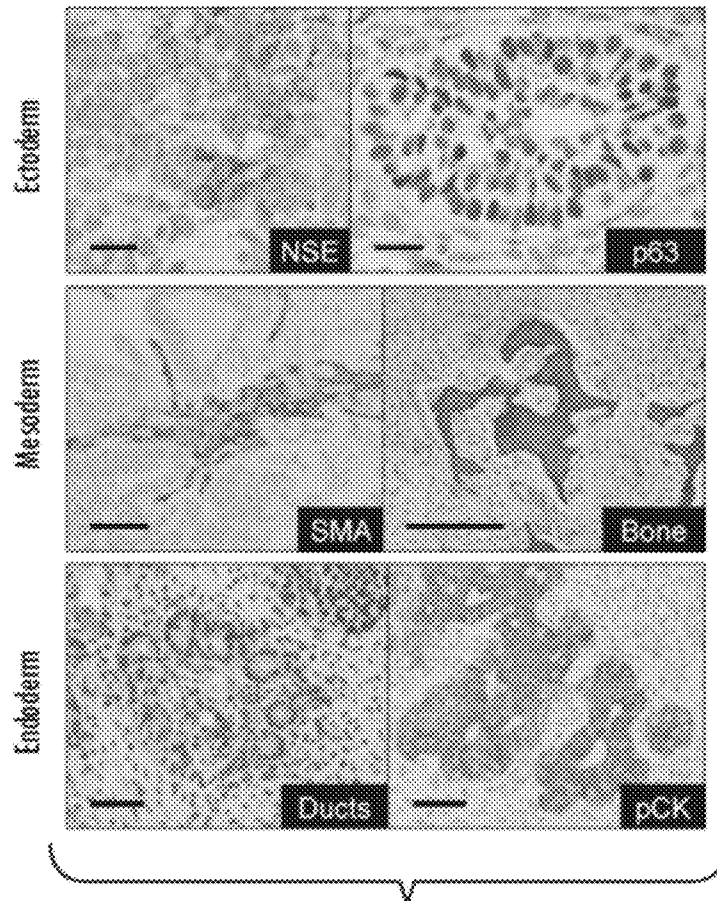 Ectoderm
NSE
p63
Mesoderm
SMA
Bone
Endoderm
Ducts
pCK